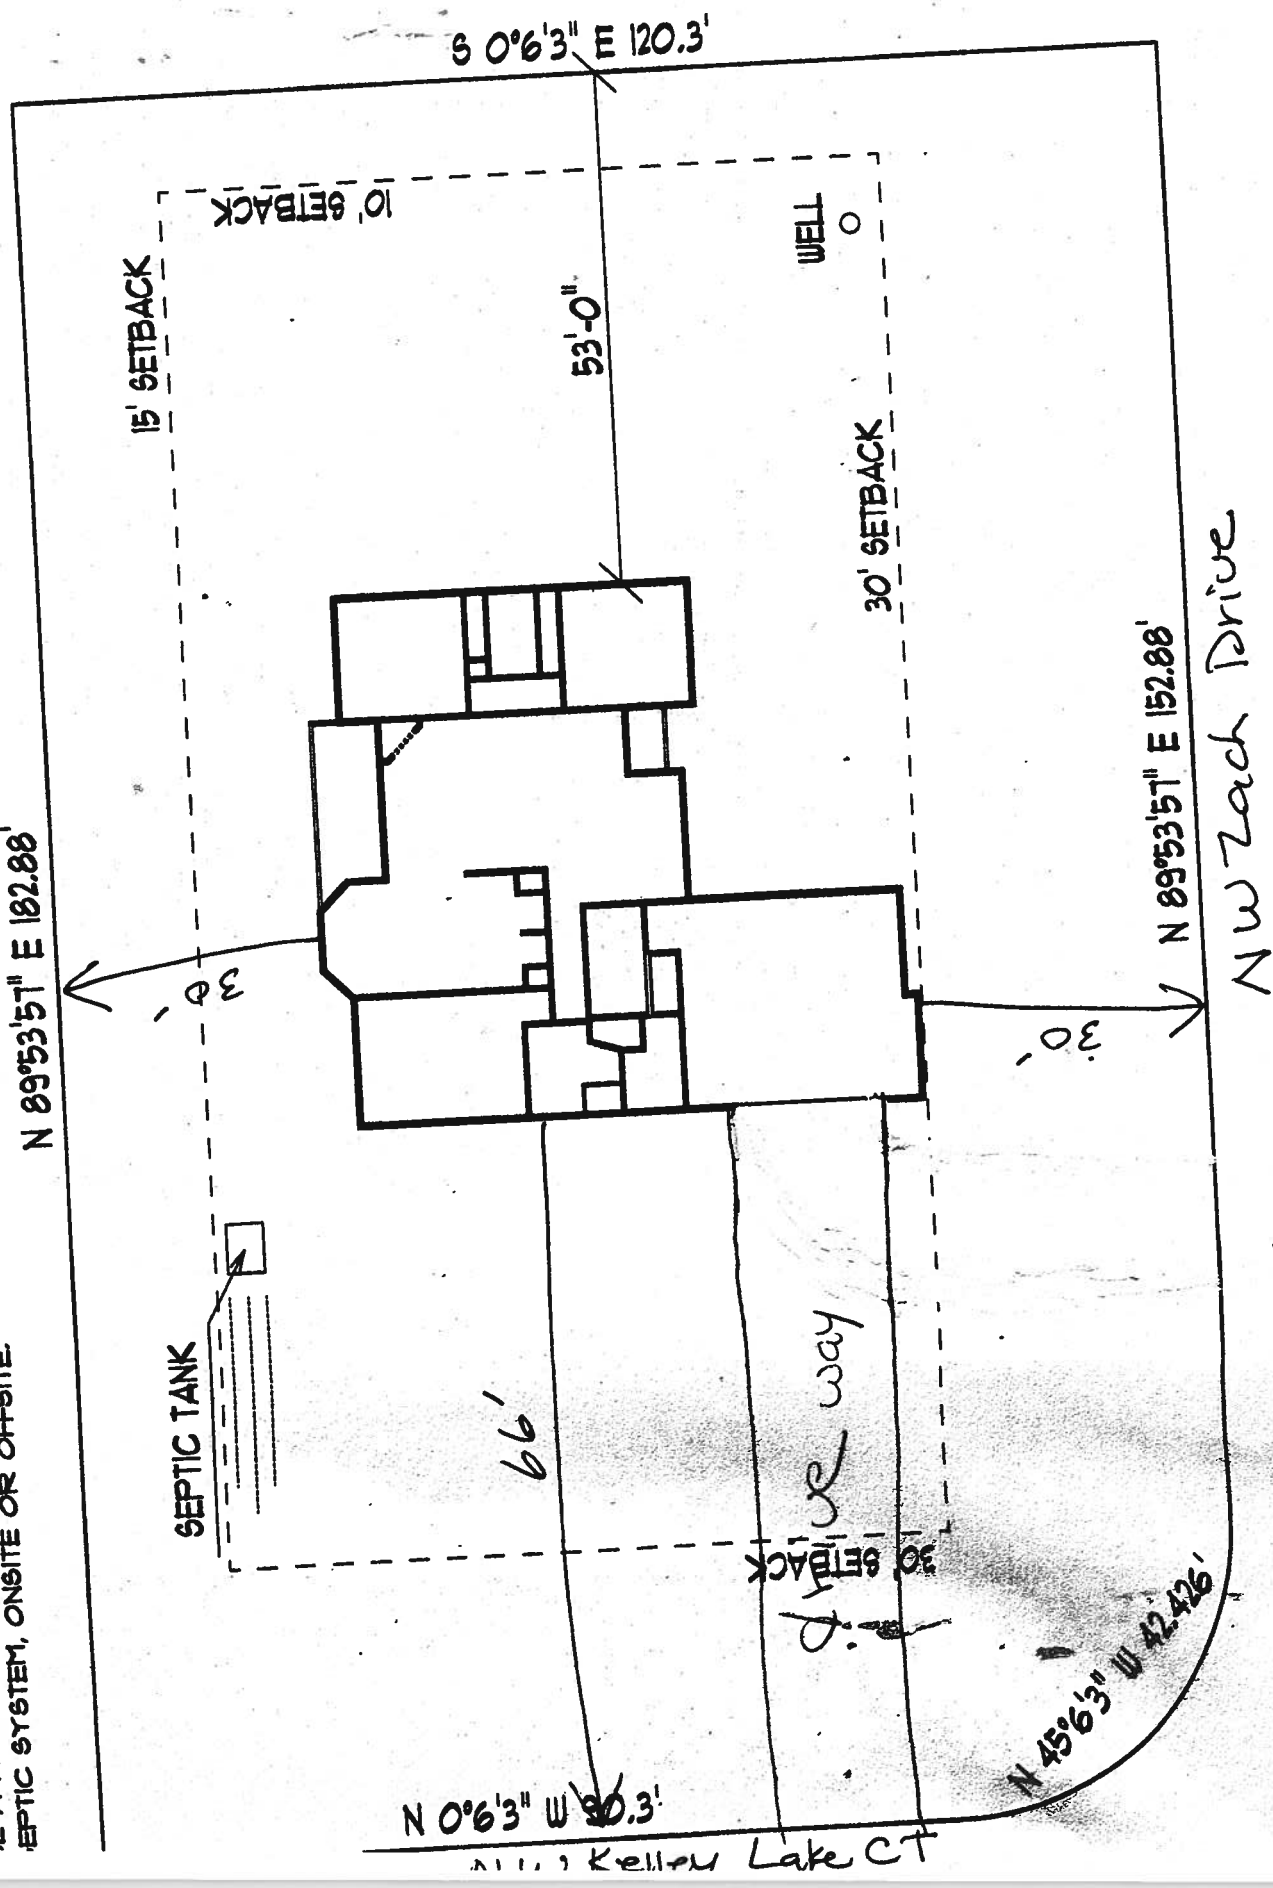 S 0°6'3" E 120.3'
10' SETBACK
15' SETBACK
WELL
53'-0"
30' SETBACK
N 89°53'57" E 182.88'
30'
30'
N 89°53'57" E 152.88'
NW Zach Drive
SEPTIC TANK
66'
drive way
30' SETBACK
N 45°6'3" W 42.426'
EPTIC SYSTEM, ONSITE OR OFFSITE.
N 0°6'3" W 90.3'
Kelley Lake CT